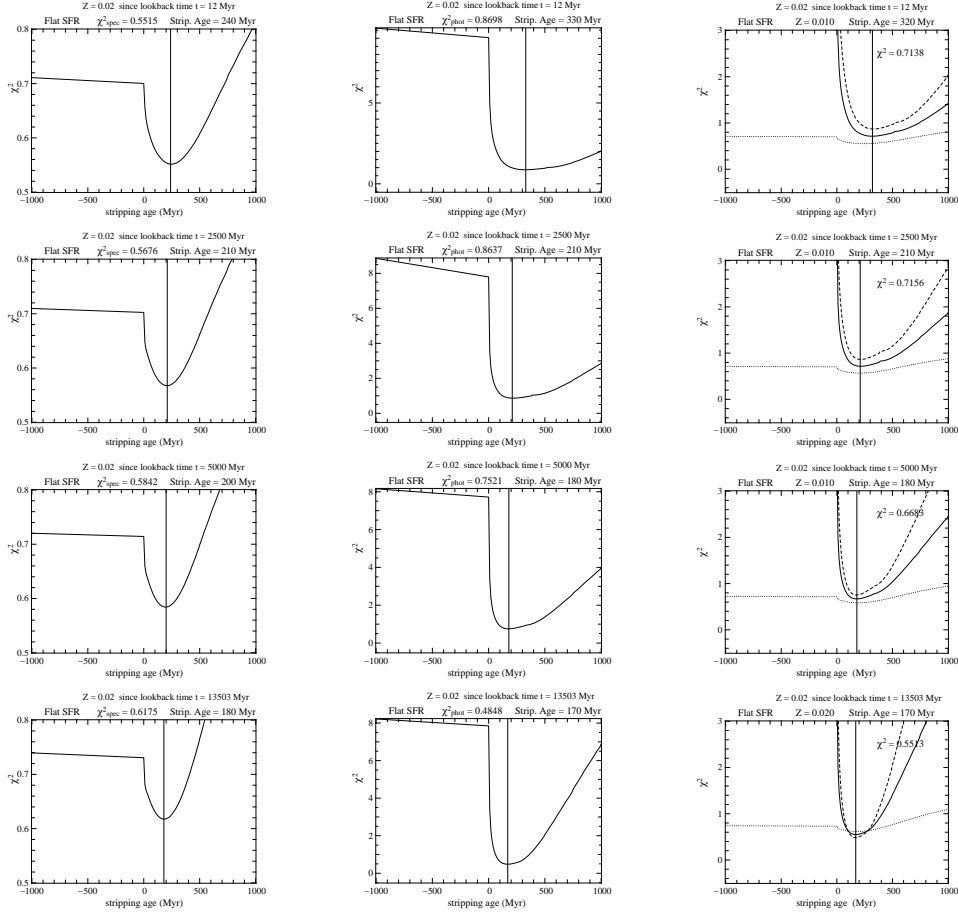 Z = 0.02 since lookback time t = 12 Myr
Flat SFR χ²spec = 0.5515 Strip. Age = 240 Myr
0.8
0.7
0.6
0.5
χ²
−1000 −500 0 500 1000
stripping age (Myr)
Z = 0.02 since lookback time t = 12 Myr
Flat SFR χ²phot = 0.8698 Strip. Age = 330 Myr
5
0
χ²
−1000 −500 0 500 1000
stripping age (Myr)
Z = 0.02 since lookback time t = 12 Myr
Flat SFR Z = 0.010 Strip. Age = 320 Myr
χ² = 0.7138
3
2
1
0
χ²
−1000 −500 0 500 1000
stripping age (Myr)
Z = 0.02 since lookback time t = 2500 Myr
Flat SFR χ²spec = 0.5676 Strip. Age = 210 Myr
0.8
0.7
0.6
0.5
χ²
−1000 −500 0 500 1000
stripping age (Myr)
Z = 0.02 since lookback time t = 2500 Myr
Flat SFR χ²phot = 0.8637 Strip. Age = 210 Myr
8
6
4
2
0
χ²
−1000 −500 0 500 1000
stripping age (Myr)
Z = 0.02 since lookback time t = 2500 Myr
Flat SFR Z = 0.010 Strip. Age = 210 Myr
χ² = 0.7156
3
2
1
0
χ²
−1000 −500 0 500 1000
stripping age (Myr)
Z = 0.02 since lookback time t = 5000 Myr
Flat SFR χ²spec = 0.5842 Strip. Age = 200 Myr
0.8
0.7
0.6
0.5
χ²
−1000 −500 0 500 1000
stripping age (Myr)
Z = 0.02 since lookback time t = 5000 Myr
Flat SFR χ²phot = 0.7521 Strip. Age = 180 Myr
8
6
4
2
0
χ²
−1000 −500 0 500 1000
stripping age (Myr)
Z = 0.02 since lookback time t = 5000 Myr
Flat SFR Z = 0.010 Strip. Age = 180 Myr
χ² = 0.6683
3
2
1
0
χ²
−1000 −500 0 500 1000
stripping age (Myr)
Z = 0.02 since lookback time t = 13503 Myr
Flat SFR χ²spec = 0.6175 Strip. Age = 180 Myr
0.8
0.7
0.6
0.5
χ²
−1000 −500 0 500 1000
stripping age (Myr)
Z = 0.02 since lookback time t = 13503 Myr
Flat SFR χ²phot = 0.4848 Strip. Age = 170 Myr
8
6
4
2
0
χ²
−1000 −500 0 500 1000
stripping age (Myr)
Z = 0.02 since lookback time t = 13503 Myr
Flat SFR Z = 0.020 Strip. Age = 170 Myr
χ² = 0.5513
3
2
1
0
χ²
−1000 −500 0 500 1000
stripping age (Myr)